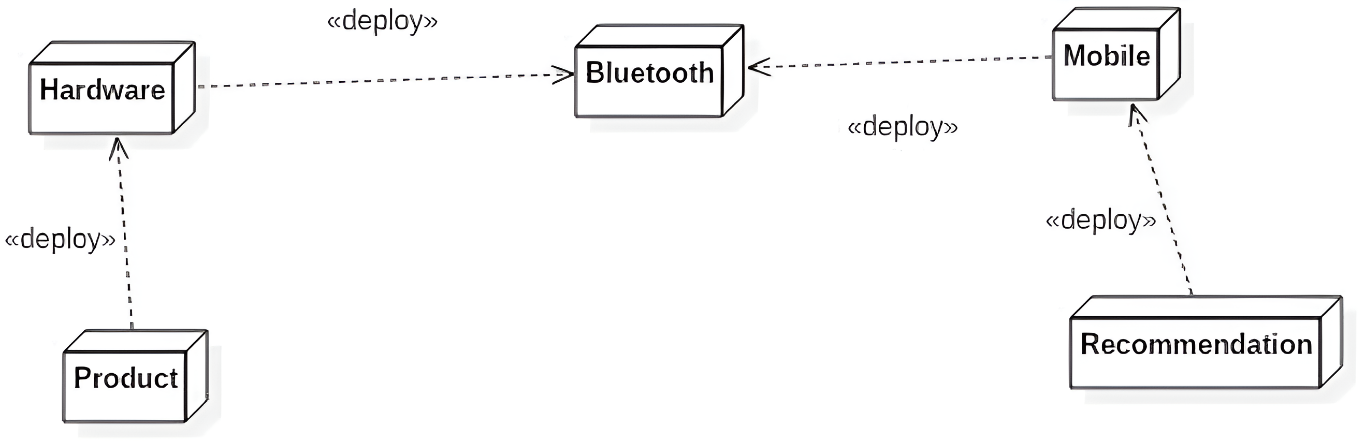 «deploy»
Hardware
Bluetooth
Mobile
«deploy»
«deploy»
«deploy»
Product
Recommendation